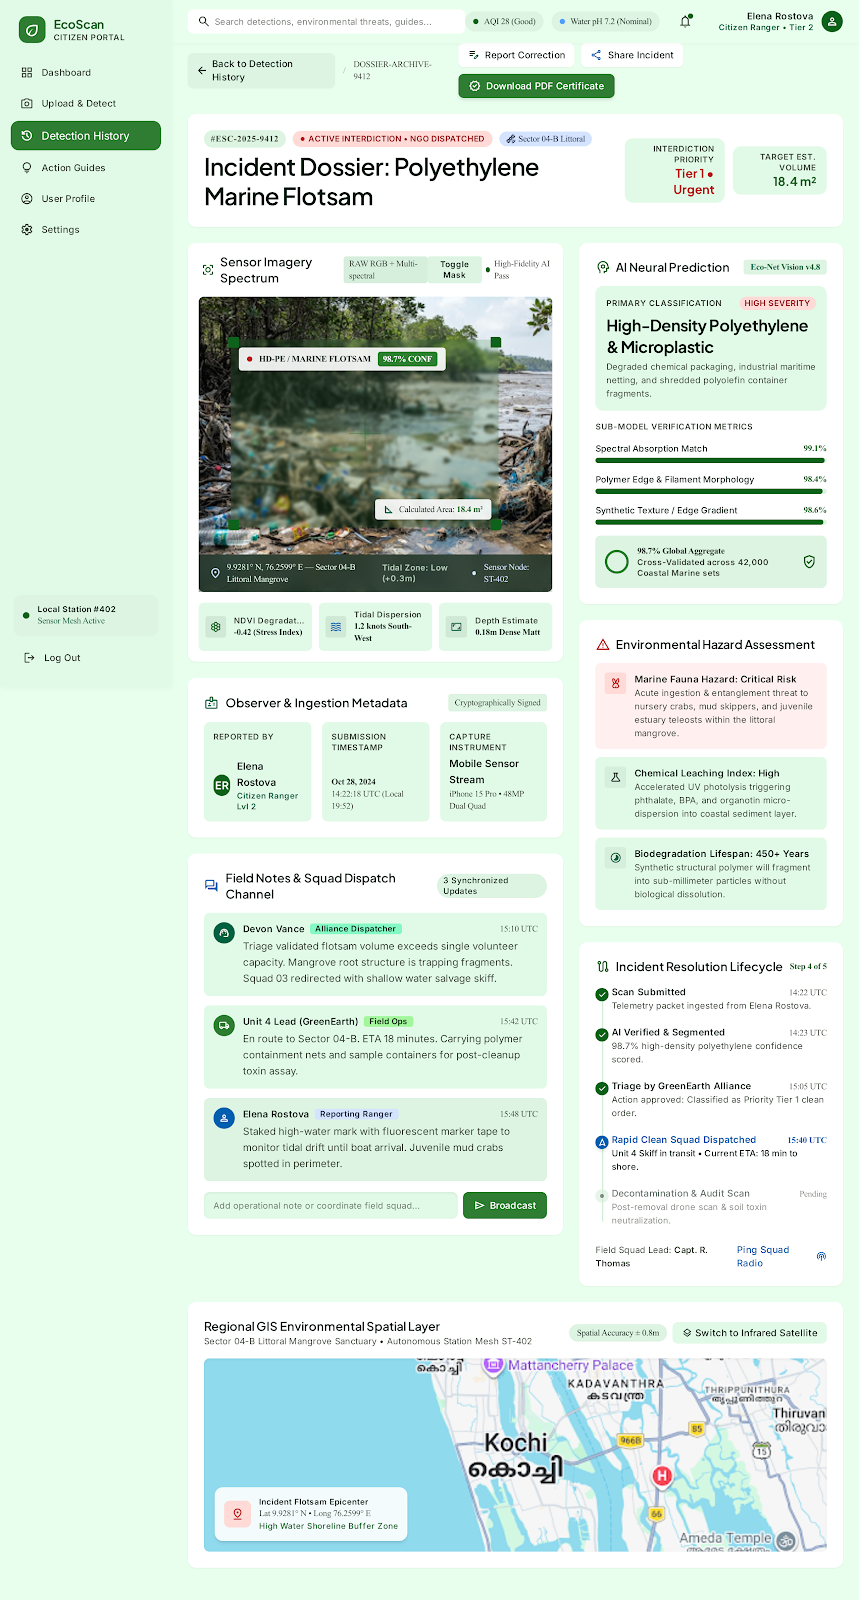 EcoScan
CITIZEN PORTAL
Dashboard
Upload & Detect
Detection History
Action Guides
User Profile
Settings
Local Station #402
Sensor Mesh Active
Log Out
Search detections, environmental threats, guides...
AQI 28 (Good)
Water pH 7.2 (Nominal)
Elena Rostova
Citizen Ranger • Tier 2
Back to Detection
History
/
DOSSIER-ARCHIVE-
9412
Report Correction
Share Incident
Download PDF Certificate
#ESC-2025-9412
ACTIVE INTERDICTION • NGO DISPATCHED
Sector 04-B Littoral
Incident Dossier: Polyethylene
Marine Flotsam
INTERDICTION
PRIORITY
Tier 1 •
Urgent
TARGET EST.
VOLUME
18.4 m²
Sensor Imagery
Spectrum
RAW RGB + Multi-
spectral
Toggle
Mask
High-Fidelity AI
Pass
HD-PE / MARINE FLOTSAM
98.7% CONF
Calculated Area: 18.4 m²
9.9281° N, 76.2599° E — Sector 04-B
Littoral Mangrove
Tidal Zone: Low
(+0.3m)
Sensor Node:
ST-402
NDVI Degradat...
-0.42 (Stress Index)
Tidal Dispersion
1.2 knots South-
West
Depth Estimate
0.18m Dense Matt
Observer & Ingestion Metadata
Cryptographically Signed
REPORTED BY
ER
Elena
Rostova
Citizen Ranger
Lvl 2
SUBMISSION
TIMESTAMP
Oct 28, 2024
14:22:18 UTC (Local
19:52)
CAPTURE
INSTRUMENT
Mobile Sensor
Stream
iPhone 15 Pro • 48MP
Dual Quad
Field Notes & Squad Dispatch
Channel
3 Synchronized
Updates
Devon Vance
Alliance Dispatcher
15:10 UTC
Triage validated flotsam volume exceeds single volunteer
capacity. Mangrove root structure is trapping fragments.
Squad 03 redirected with shallow water salvage skiff.
Unit 4 Lead (GreenEarth)
Field Ops
15:42 UTC
En route to Sector 04-B. ETA 18 minutes. Carrying polymer
containment nets and sample containers for post-cleanup
toxin assay.
Elena Rostova
Reporting Ranger
15:48 UTC
Staked high-water mark with fluorescent marker tape to
monitor tidal drift until boat arrival. Juvenile mud crabs
spotted in perimeter.
Add operational note or coordinate field squad...
Broadcast
AI Neural Prediction
Eco-Net Vision v4.8
PRIMARY CLASSIFICATION
HIGH SEVERITY
High-Density Polyethylene
& Microplastic
Degraded chemical packaging, industrial maritime
netting, and shredded polyolefin container
fragments.
SUB-MODEL VERIFICATION METRICS
Spectral Absorption Match
99.1%
Polymer Edge & Filament Morphology
98.4%
Synthetic Texture / Edge Gradient
98.6%
98.7% Global Aggregate
Cross-Validated across 42,000
Coastal Marine sets
Environmental Hazard Assessment
Marine Fauna Hazard: Critical Risk
Acute ingestion & entanglement threat to
nursery crabs, mud skippers, and juvenile
estuary teleosts within the littoral
mangrove.
Chemical Leaching Index: High
Accelerated UV photolysis triggering
phthalate, BPA, and organotin micro-
dispersion into coastal sediment layer.
Biodegradation Lifespan: 450+ Years
Synthetic structural polymer will fragment
into sub-millimeter particles without
biological dissolution.
Incident Resolution Lifecycle
Step 4 of 5
Scan Submitted
14:22 UTC
Telemetry packet ingested from Elena Rostova.
AI Verified & Segmented
14:23 UTC
98.7% high-density polyethylene confidence
scored.
Triage by GreenEarth Alliance
15:05 UTC
Action approved: Classified as Priority Tier 1 clean
order.
Rapid Clean Squad Dispatched
15:40 UTC
Unit 4 Skiff in transit • Current ETA: 18 min to
shore.
Decontamination & Audit Scan
Pending
Post-removal drone scan & soil toxin
neutralization.
Field Squad Lead: Capt. R.
Thomas
Ping Squad
Radio
Regional GIS Environmental Spatial Layer
Sector 04-B Littoral Mangrove Sanctuary • Autonomous Station Mesh ST-402
Spatial Accuracy ± 0.8m
Switch to Infrared Satellite
കൊച്ചി
Mattancherry Palace
KADAVANTHRA
കടവന്ത്ര
THRIPPUNITHURA
തൃപ്പൂണിത്തുറ
Thiruvan
തിരുവാ
Kochi
കൊച്ചി
966B
85
15
H
66
Ameda Temple
Incident Flotsam Epicenter
Lat 9.9281° N • Long 76.2599° E
High Water Shoreline Buffer Zone